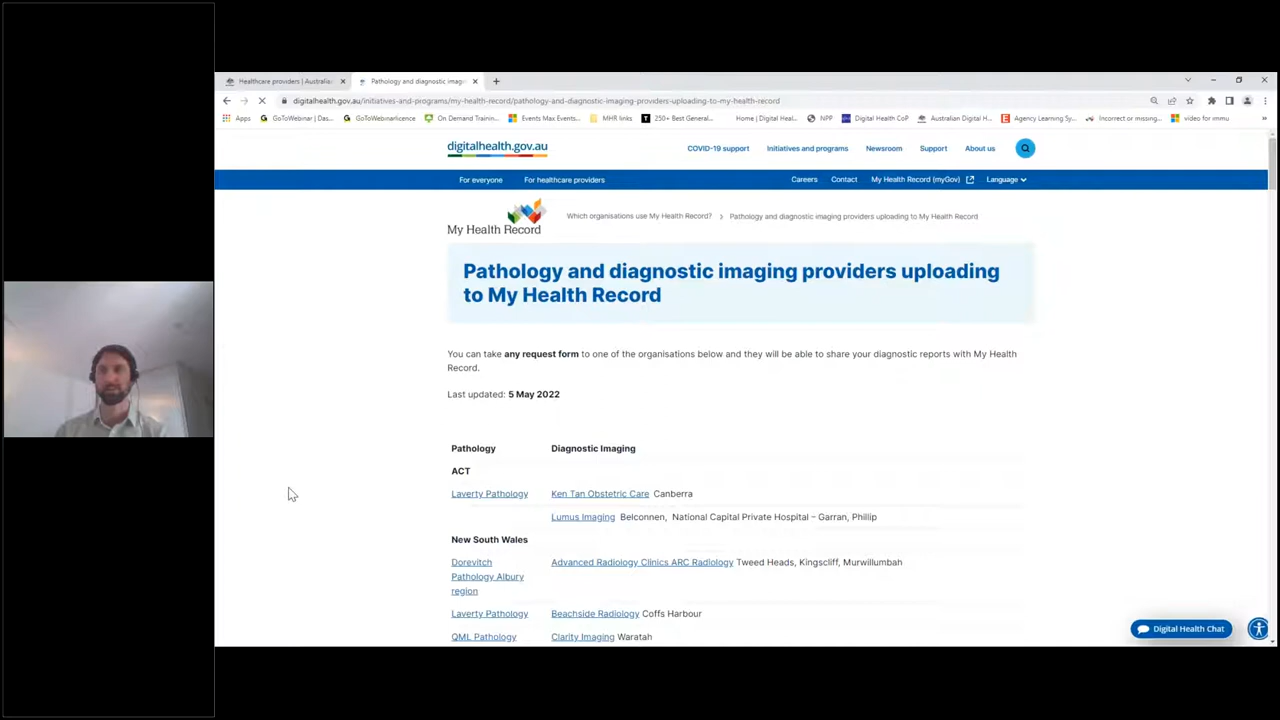 Healthcare providers | Australia
Pathology and diagnostic imag
digitalhealth.gov.au/initiatives-and-programs/my-health-record/pathology-and-diagnostic-imaging-providers-uploading-to-my-health-record
Apps GoToWebinar | Das... GoToWebinarlicence On Demand Training... Events Max Events... MHR links 250+ Best General... Home | Digital Heal... NPP Digital Health CoP Australian Digital H... Agency Learning Sy... Incorrect or missing... video for immu »
digitalhealth.gov.au
COVID-19 support Initiatives and programs Newsroom Support About us
For everyone For healthcare providers Careers Contact My Health Record (myGov) Language
My Health Record
Which organisations use My Health Record? > Pathology and diagnostic imaging providers uploading to My Health Record
Pathology and diagnostic imaging providers uploading
to My Health Record
You can take any request form to one of the organisations below and they will be able to share your diagnostic reports with My Health
Record.
Last updated: 5 May 2022
Pathology Diagnostic Imaging
ACT
Laverty Pathology Ken Tan Obstetric Care Canberra
Lumus Imaging Belconnen, National Capital Private Hospital – Garran, Phillip
New South Wales
Dorevitch
Pathology Albury
region
Advanced Radiology Clinics ARC Radiology Tweed Heads, Kingscliff, Murwillumbah
Laverty Pathology Beachside Radiology Coffs Harbour
QML Pathology Clarity Imaging Waratah
Digital Health Chat